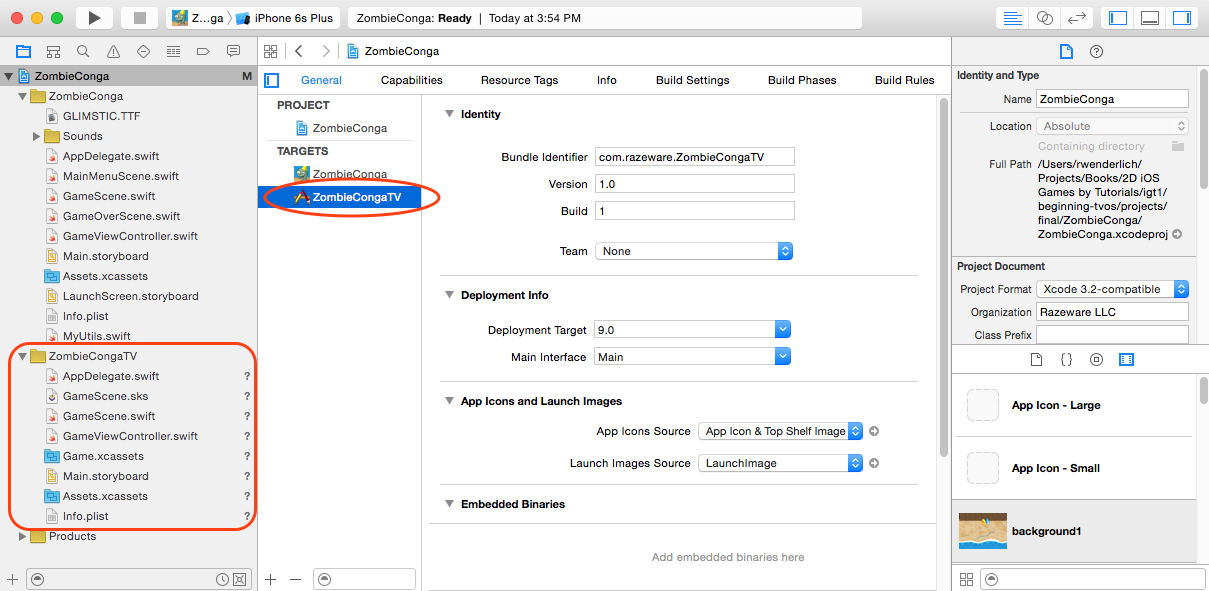 Z...ga
iPhone 6s Plus
ZombieConga: Ready | Today at 3:54 PM
ZombieConga
ZombieConga M
ZombieConga
GLIMSTIC.TTF
Sounds
AppDelegate.swift
MainMenuScene.swift
GameScene.swift
GameOverScene.swift
GameViewController.swift
Main.storyboard
Assets.xcassets
LaunchScreen.storyboard
Info.plist
MyUtils.swift
ZombieCongaTV
AppDelegate.swift ?
GameScene.sks ?
GameScene.swift ?
GameViewController.swift ?
Game.xcassets ?
Main.storyboard ?
Assets.xcassets ?
Info.plist ?
Products
General Capabilities Resource Tags Info Build Settings Build Phases Build Rules
PROJECT
ZombieConga
TARGETS
ZombieConga
ZombieCongaTV
Identity
Bundle Identifier com.razeware.ZombieCongaTV
Version 1.0
Build 1
Team None
Deployment Info
Deployment Target 9.0
Main Interface Main
App Icons and Launch Images
App Icons Source App Icon & Top Shelf Image
Launch Images Source LaunchImage
Embedded Binaries
Add embedded binaries here
Identity and Type
Name ZombieConga
Location Absolute
Containing directory
Full Path /Users/rwenderlich/
Projects/Books/2D iOS
Games by Tutorials/igt1/
beginning-tvos/projects/
final/ZombieConga/
ZombieConga.xcodeproj
Project Document
Project Format Xcode 3.2-compatible
Organization Razeware LLC
Class Prefix
{ }
App Icon - Large
App Icon - Small
background1